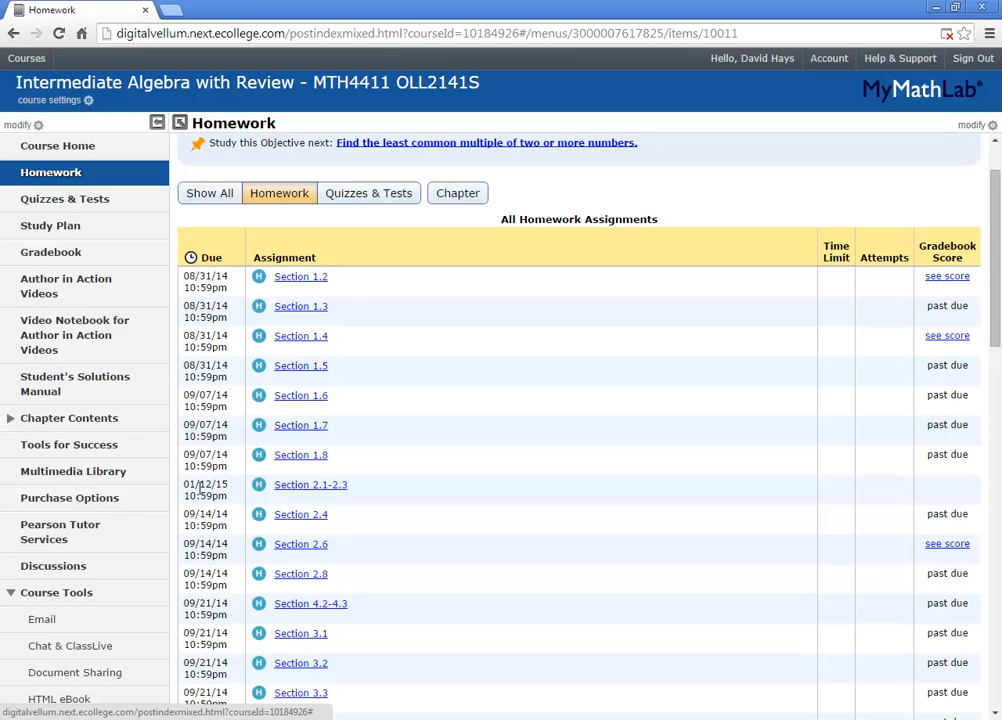 Homework
digitalvellum.next.ecollege.com/postindexmixed.html?courseId=10184926#/menus/3000007617825/items/10011
Courses
Hello, David Hays
Account
Help & Support
Sign Out
Intermediate Algebra with Review - MTH4411 OLL2141S
course settings
MyMathLab®
modify
Homework
modify
Course Home
Homework
Quizzes & Tests
Study Plan
Gradebook
Author in Action
Videos
Video Notebook for
Author in Action
Videos
Student's Solutions
Manual
Chapter Contents
Tools for Success
Multimedia Library
Purchase Options
Pearson Tutor
Services
Discussions
Course Tools
Email
Chat & ClassLive
Document Sharing
HTML eBook
Study this Objective next: Find the least common multiple of two or more numbers.
Show All
Homework
Quizzes & Tests
Chapter
All Homework Assignments
Due
Assignment
Time
Limit
Attempts
Gradebook
Score
08/31/14
10:59pm
H Section 1.2
see score
08/31/14
10:59pm
H Section 1.3
past due
08/31/14
10:59pm
H Section 1.4
see score
08/31/14
10:59pm
H Section 1.5
past due
09/07/14
10:59pm
H Section 1.6
past due
09/07/14
10:59pm
H Section 1.7
past due
09/07/14
10:59pm
H Section 1.8
past due
01/12/15
10:59pm
H Section 2.1-2.3
09/14/14
10:59pm
H Section 2.4
past due
09/14/14
10:59pm
H Section 2.6
see score
09/14/14
10:59pm
H Section 2.8
past due
09/21/14
10:59pm
H Section 4.2-4.3
past due
09/21/14
10:59pm
H Section 3.1
past due
09/21/14
10:59pm
H Section 3.2
past due
09/21/14
H Section 3.3
past due
digitalvellum.next.ecollege.com/postindexmixed.html?courseId=10184926#